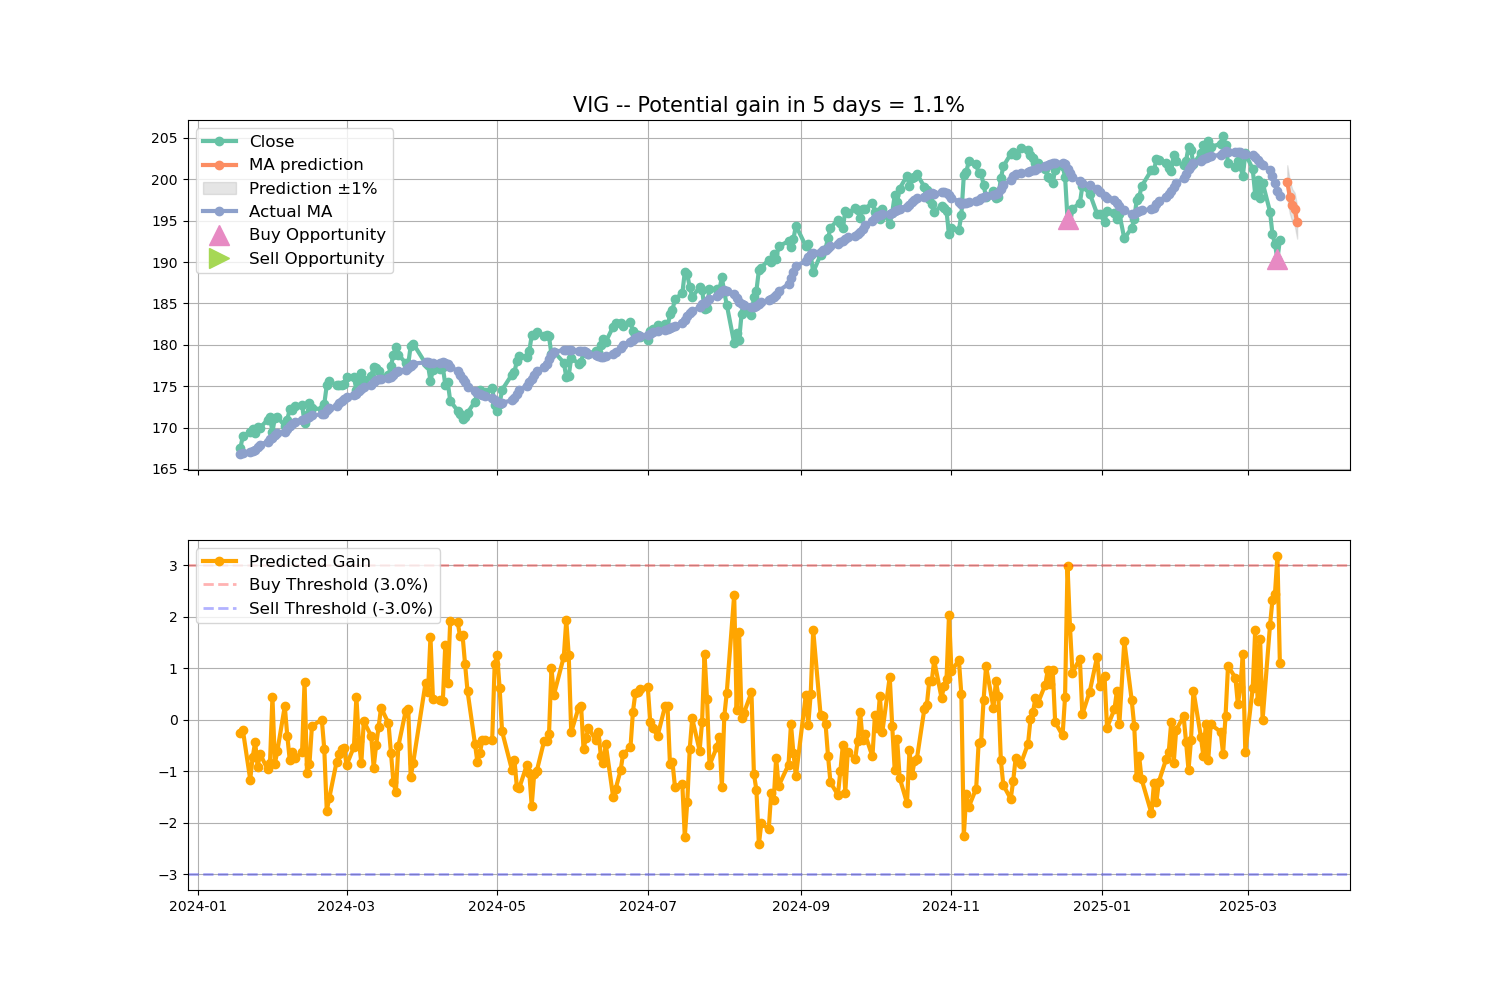 VIG -- Potential gain in 5 days = 1.1%
205
200
195
190
185
180
175
170
165
Close
MA prediction
Prediction ±1%
Actual MA
Buy Opportunity
Sell Opportunity
3
2
1
0
−1
−2
−3
Predicted Gain
Buy Threshold (3.0%)
Sell Threshold (-3.0%)
2024-01
2024-03
2024-05
2024-07
2024-09
2024-11
2025-01
2025-03